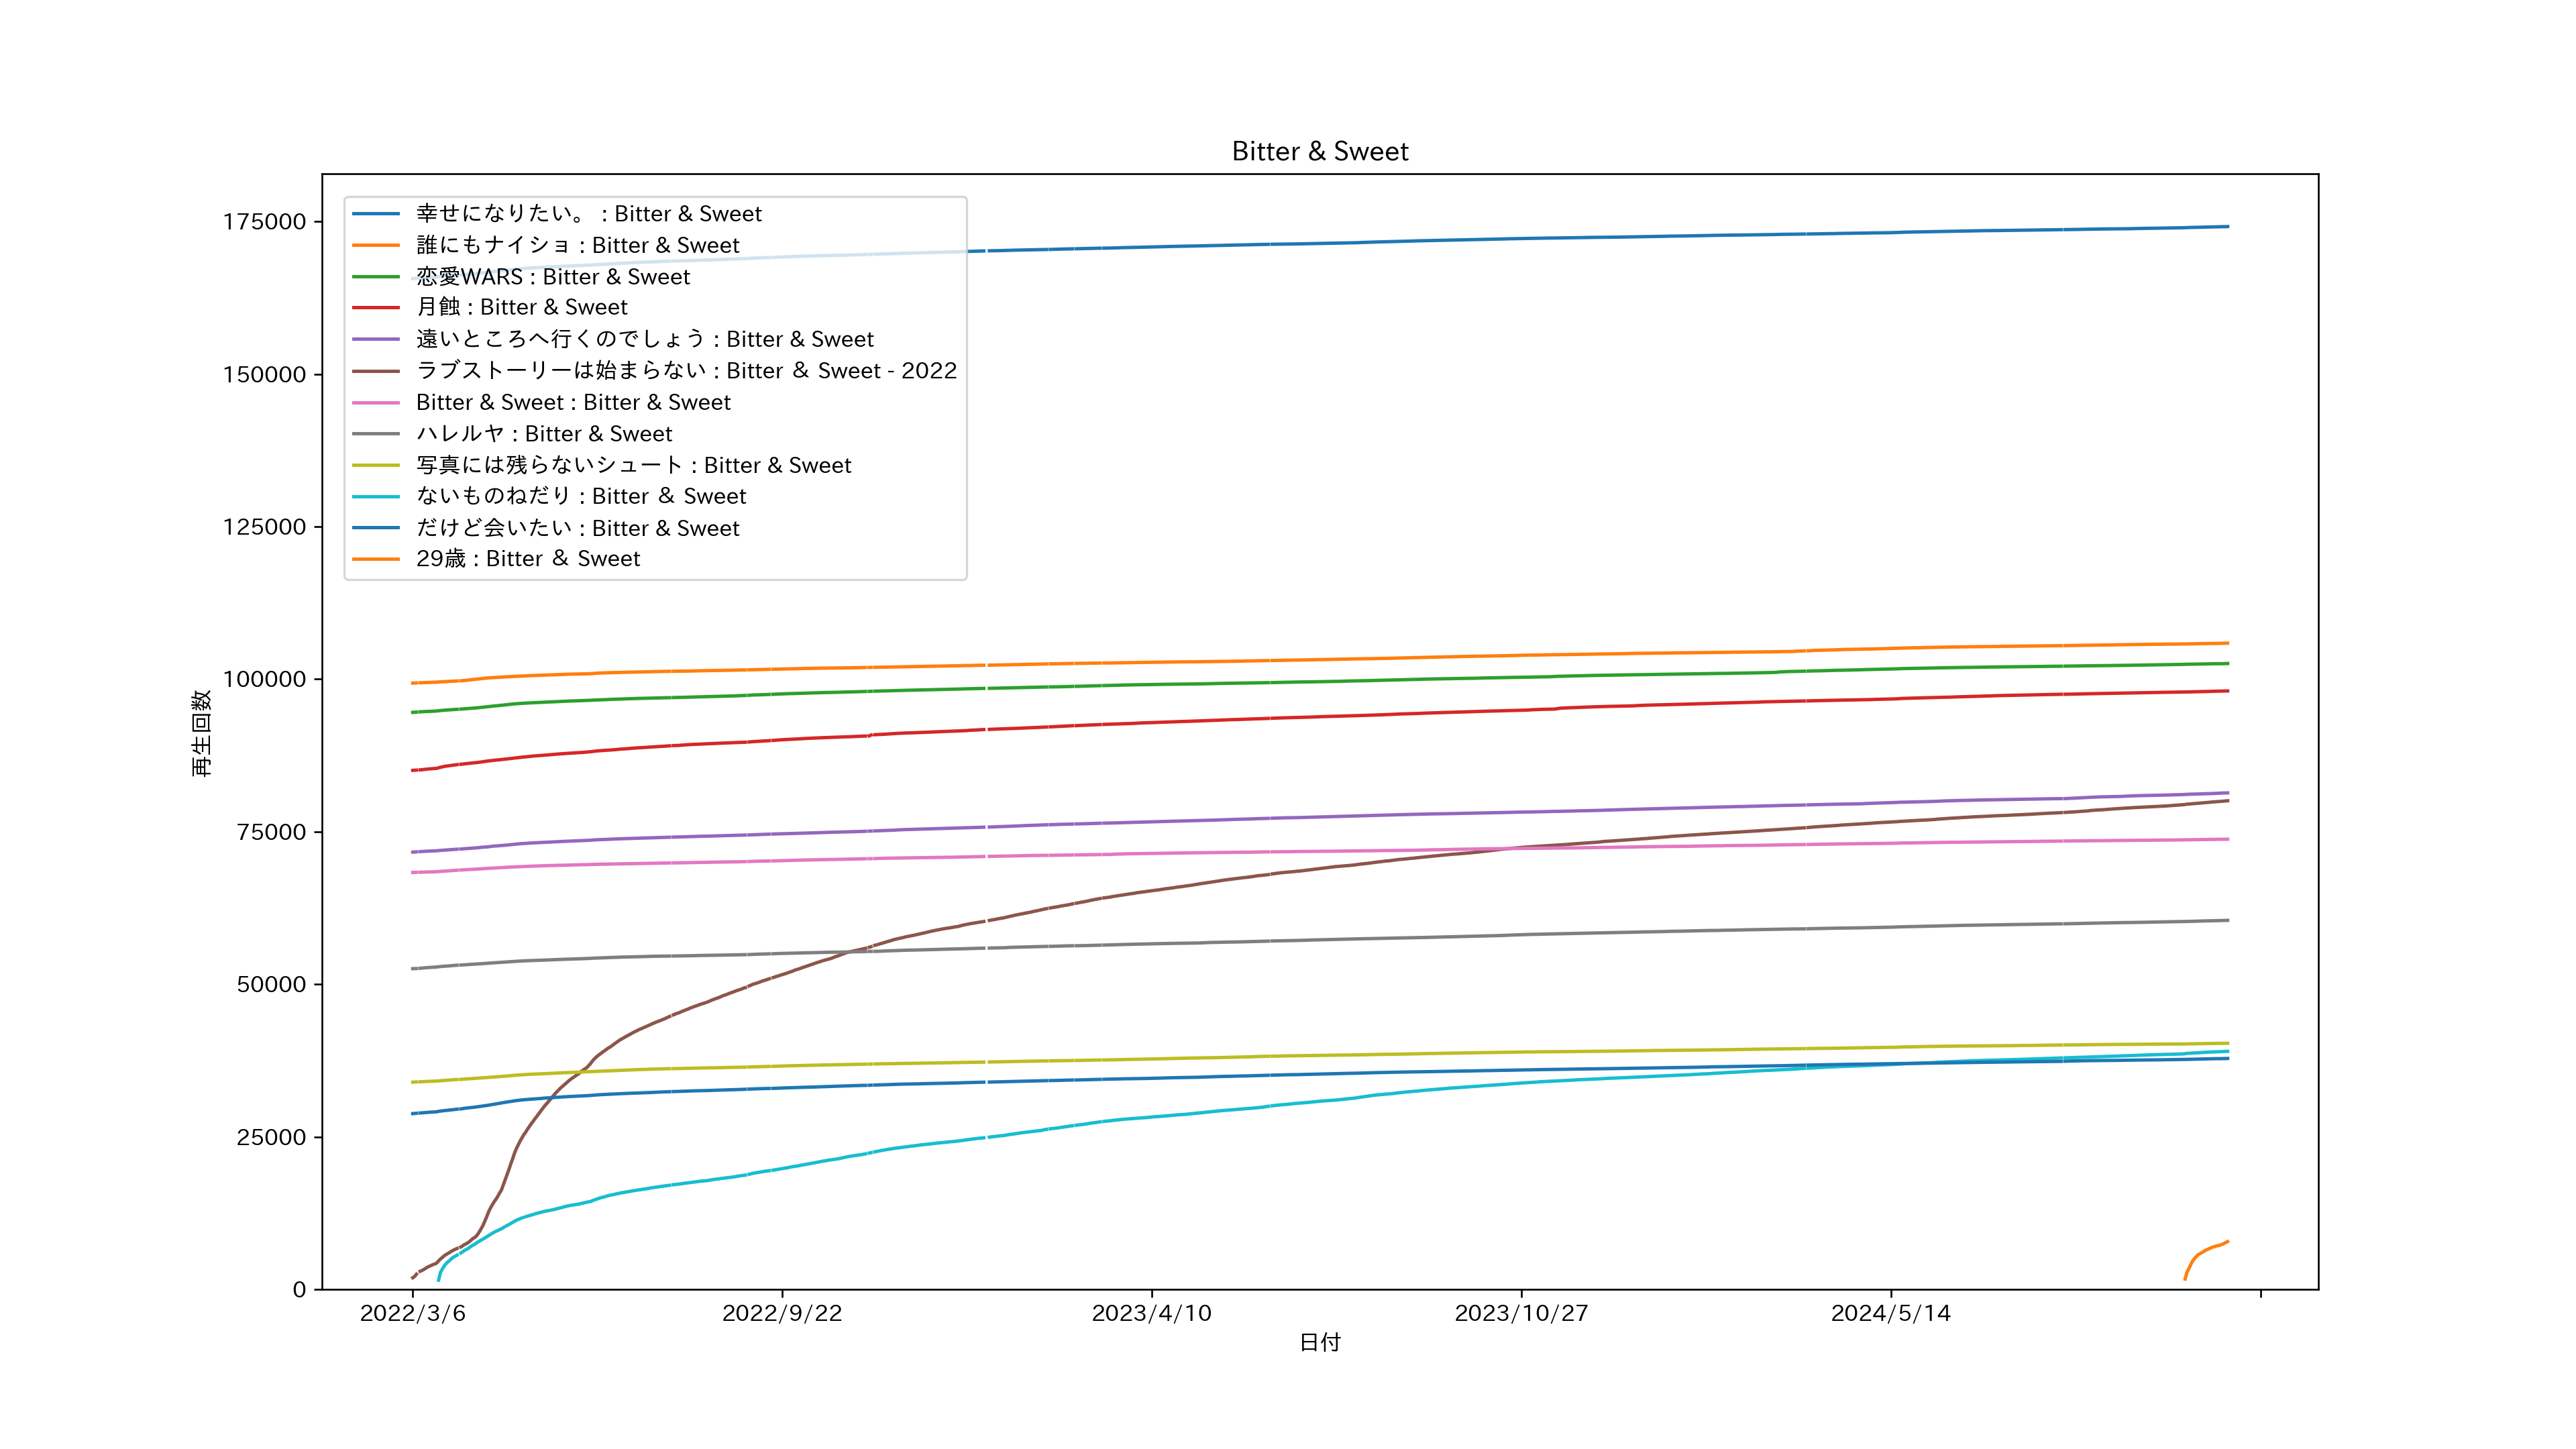 Bitter & Sweet
175000
150000
125000
100000
75000
50000
25000
0
再生回数
幸せになりたい。 : Bitter & Sweet
誰にもナイショ : Bitter & Sweet
恋愛WARS : Bitter & Sweet
月蝕 : Bitter & Sweet
遠いところへ行くのでしょう : Bitter & Sweet
ラブストーリーは始まらない : Bitter ＆ Sweet - 2022
Bitter & Sweet : Bitter & Sweet
ハレルヤ : Bitter & Sweet
写真には残らないシュート : Bitter & Sweet
ないものねだり : Bitter ＆ Sweet
だけど会いたい : Bitter & Sweet
29歳 : Bitter ＆ Sweet
2022/3/6
2022/9/22
2023/4/10
2023/10/27
2024/5/14
日付